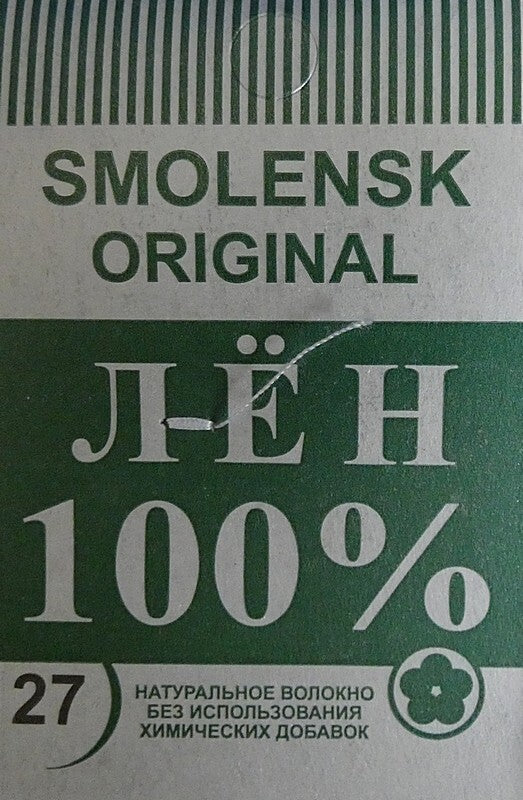 SMOLENSK
ORIGINAL
ЛЁН
100%
27
НАТУРАЛЬНОЕ ВОЛОКНО
БЕЗ ИСПОЛЬЗОВАНИЯ
ХИМИЧЕСКИХ ДОБАВОК